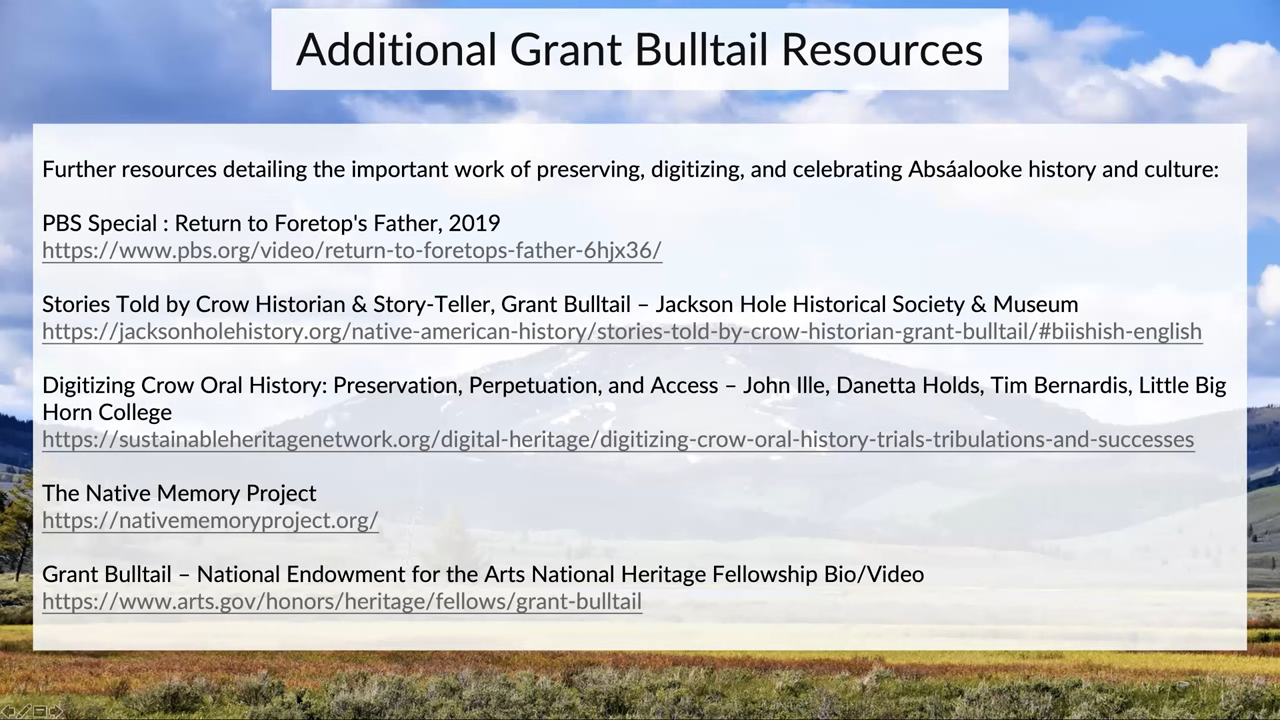 Additional Grant Bulltail Resources
Further resources detailing the important work of preserving, digitizing, and celebrating Absáalooke history and culture:
PBS Special : Return to Foretop's Father, 2019
https://www.pbs.org/video/return-to-foretops-father-6hjx36/
Stories Told by Crow Historian & Story-Teller, Grant Bulltail – Jackson Hole Historical Society & Museum
https://jacksonholehistory.org/native-american-history/stories-told-by-crow-historian-grant-bulltail/#biishish-english
Digitizing Crow Oral History: Preservation, Perpetuation, and Access – John Ille, Danetta Holds, Tim Bernardis, Little Big
Horn College
https://sustainableheritagenetwork.org/digital-heritage/digitizing-crow-oral-history-trials-tribulations-and-successes
The Native Memory Project
https://nativememoryproject.org/
Grant Bulltail – National Endowment for the Arts National Heritage Fellowship Bio/Video
https://www.arts.gov/honors/heritage/fellows/grant-bulltail